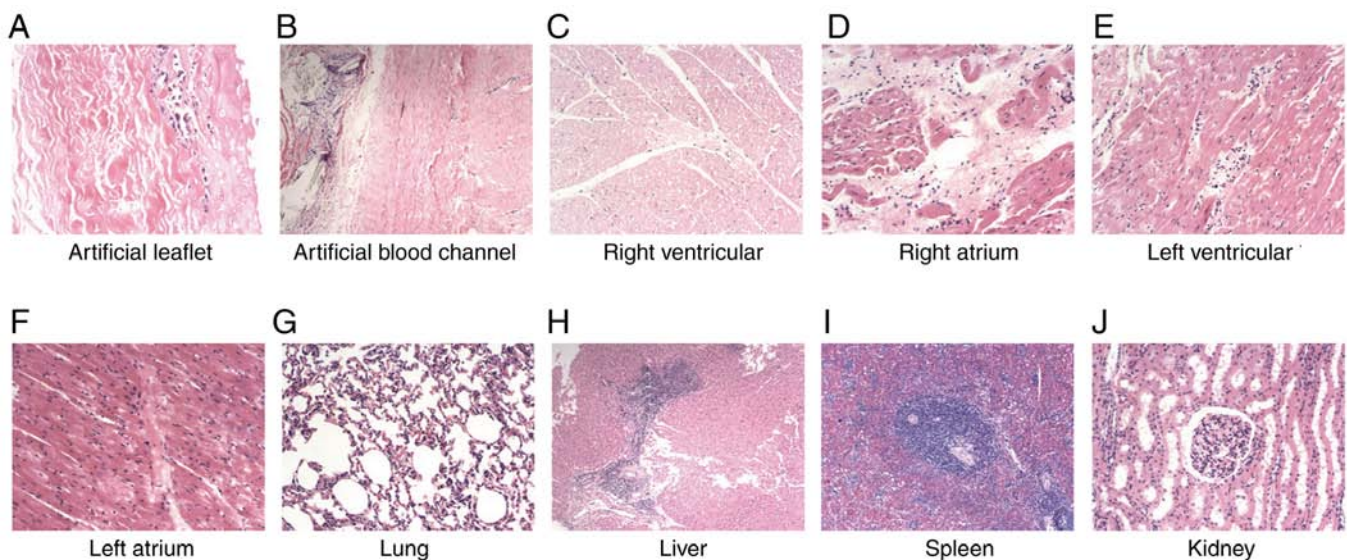 A B C D E
Artificial leaflet Artificial blood channel Right ventricular Right atrium Left ventricular
F G H I J
Left atrium Lung Liver Spleen Kidney